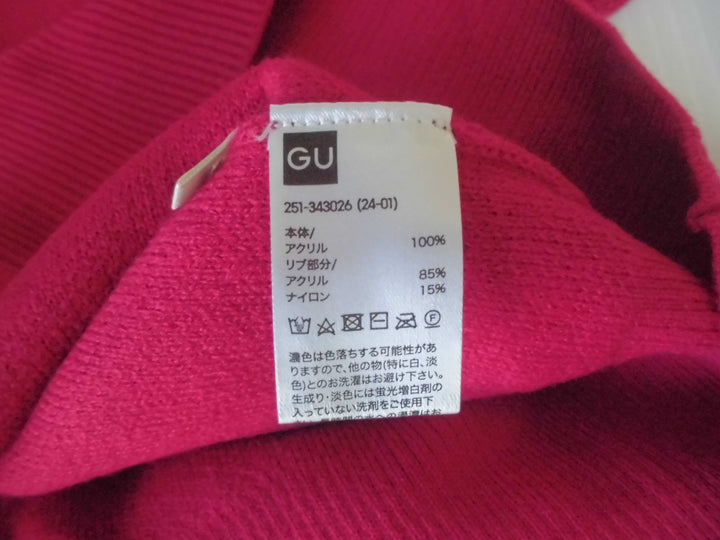 GU
251-343026 (24-01)
本体/
アクリル 100%
リブ部分/
アクリル 85%
ナイロン 15%
濃色は色落ちする可能性があ
りますので、他の物(特に白、淡
色)とのお洗濯はお避け下さい。
生成り・淡色には蛍光増白剤の
入っていない洗剤をご使用下